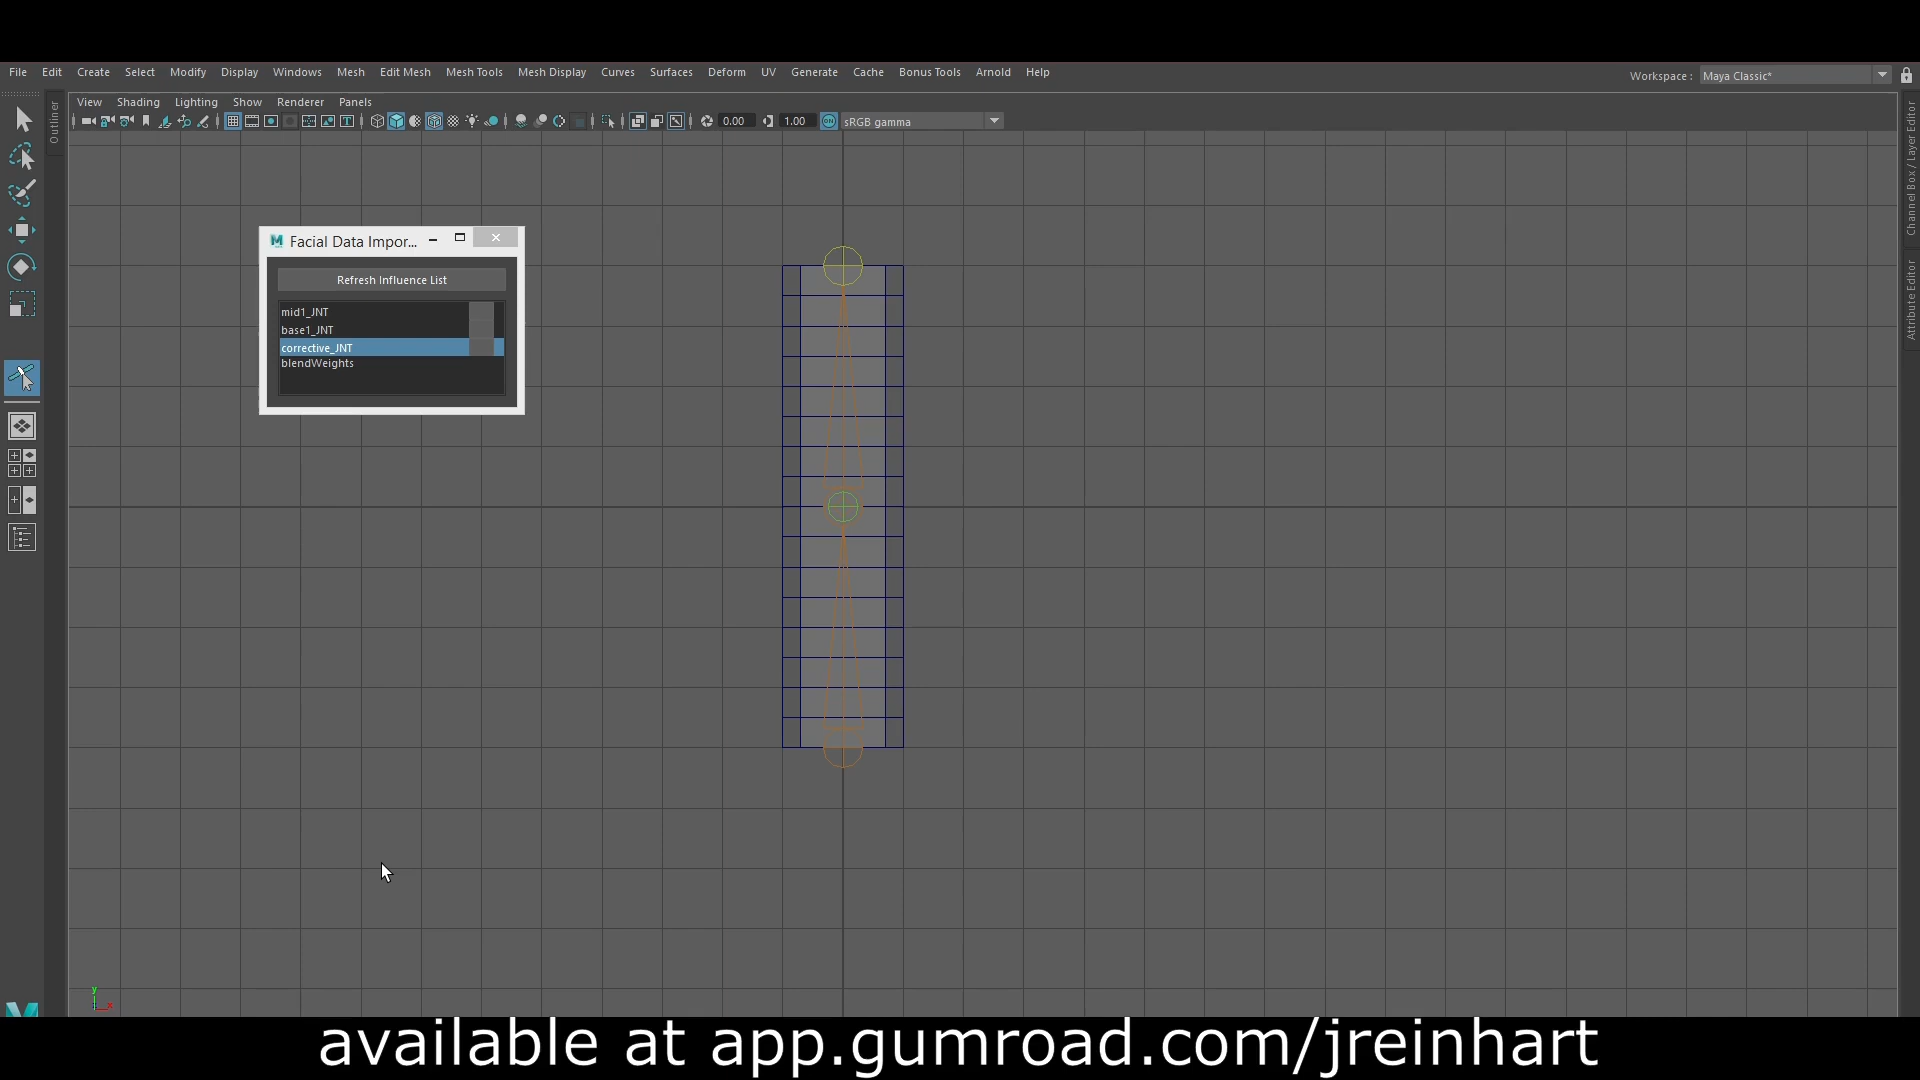 File Edit Create Select Modify Display Windows Mesh Edit Mesh Mesh Tools Mesh Display Curves Surfaces Deform UV Generate Cache Bonus Tools Arnold Help
Workspace : Maya Classic*
View Shading Lighting Show Renderer Panels
0.00 1.00 ON sRGB gamma
Outliner
Channel Box / Layer Editor
Attribute Editor
M Facial Data Impor...
Refresh Influence List
mid1_JNT
base1_JNT
corrective_JNT
blendWeights
y
x
M
available at app.gumroad.com/jreinhart